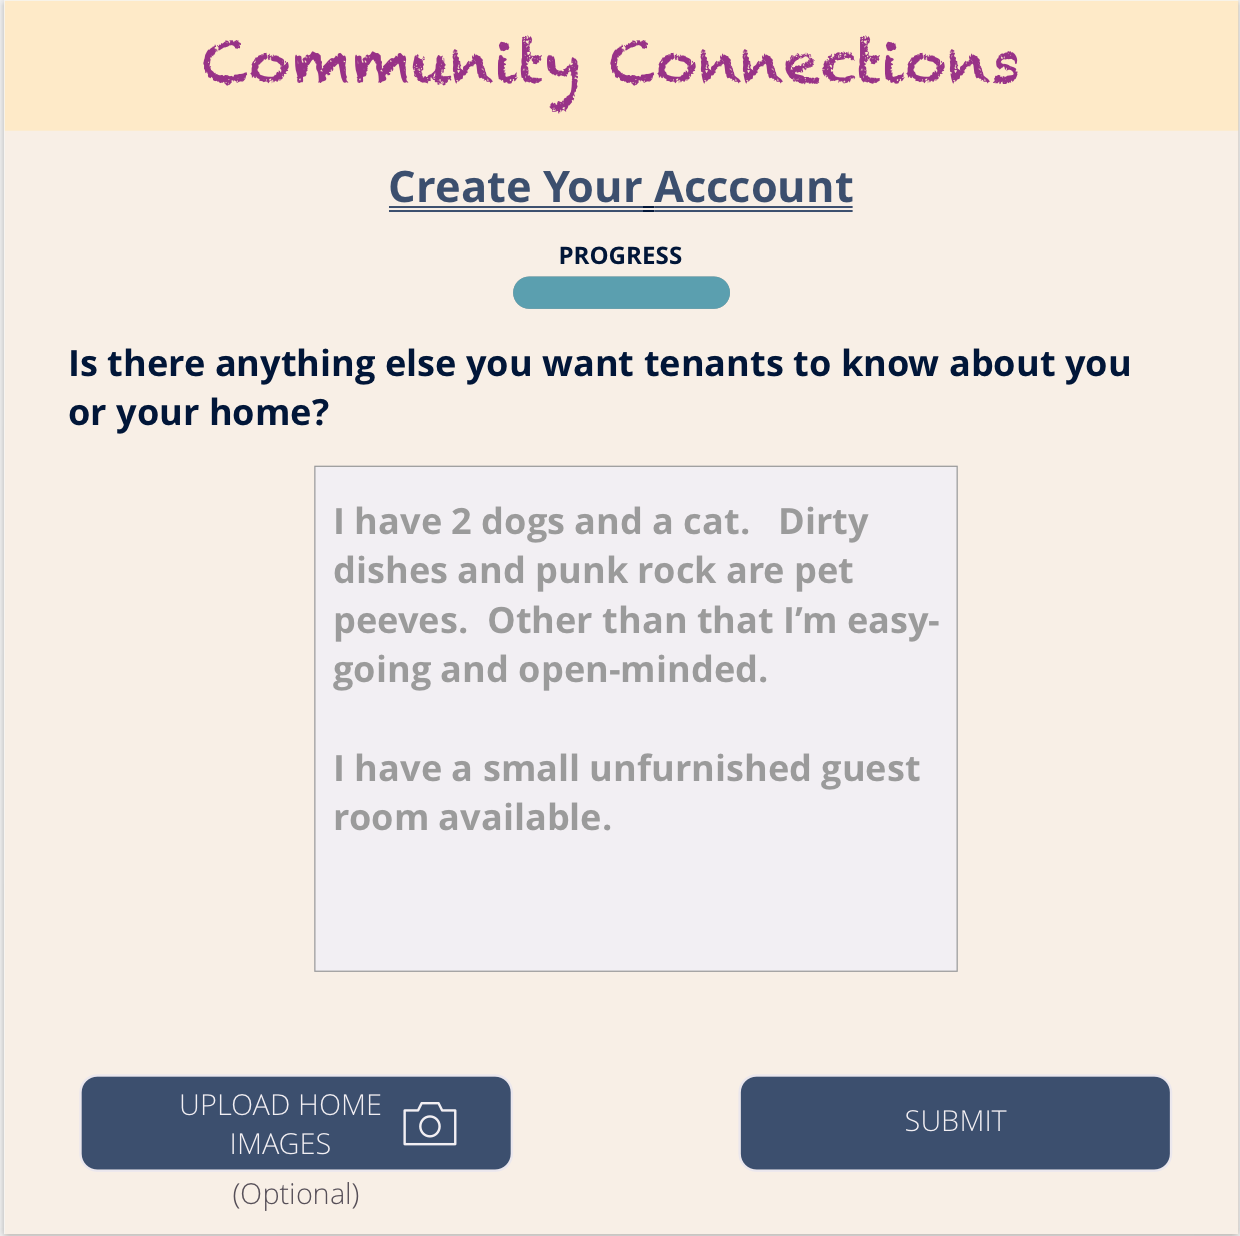 Community Connections
Create Your Acccount
PROGRESS
Is there anything else you want tenants to know about you
or your home?
I have 2 dogs and a cat.   Dirty
dishes and punk rock are pet
peeves.  Other than that I’m easy-
going and open-minded.
I have a small unfurnished guest
room available.
UPLOAD HOME
IMAGES
(Optional)
SUBMIT